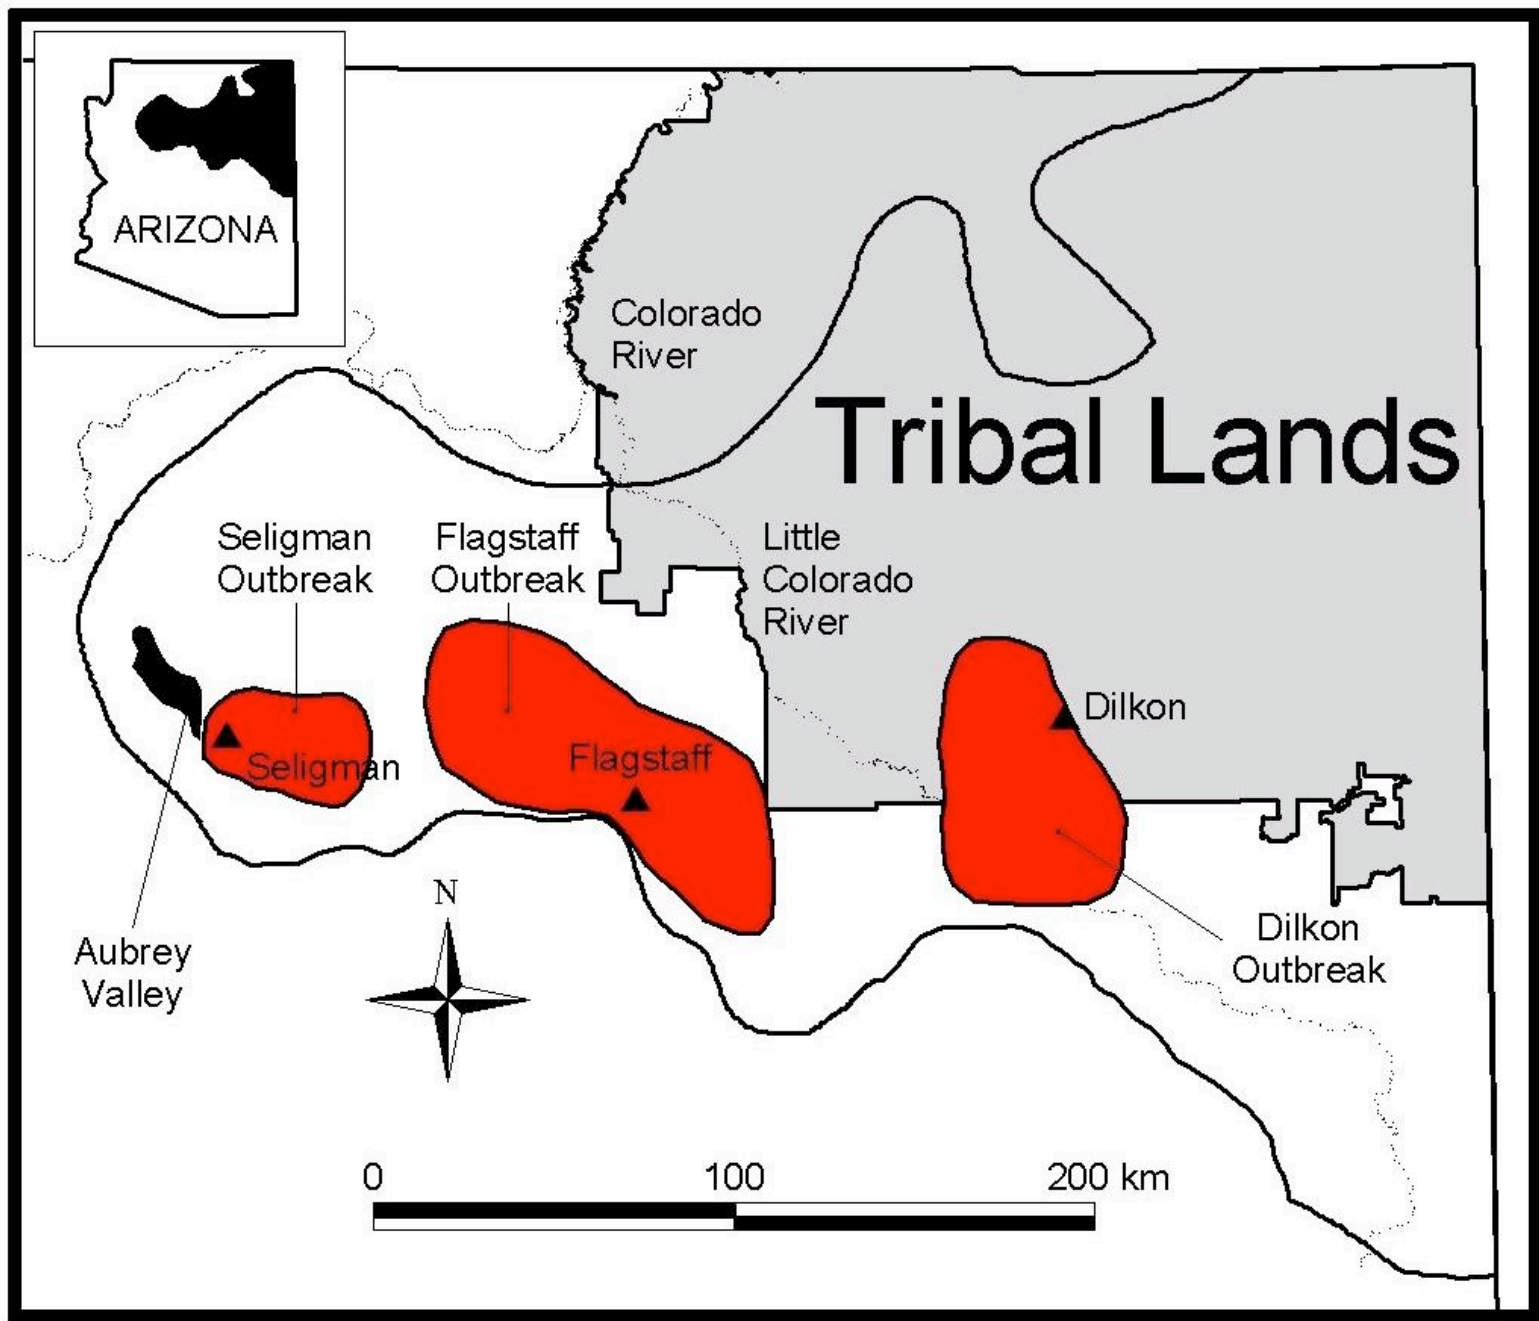 ARIZONA
Colorado
River
Tribal Lands
Seligman
Outbreak
Flagstaff
Outbreak
Little
Colorado
River
Dilkon
Flagstaff
Seligman
N
Aubrey
Valley
Dilkon
Outbreak
0 100 200 km